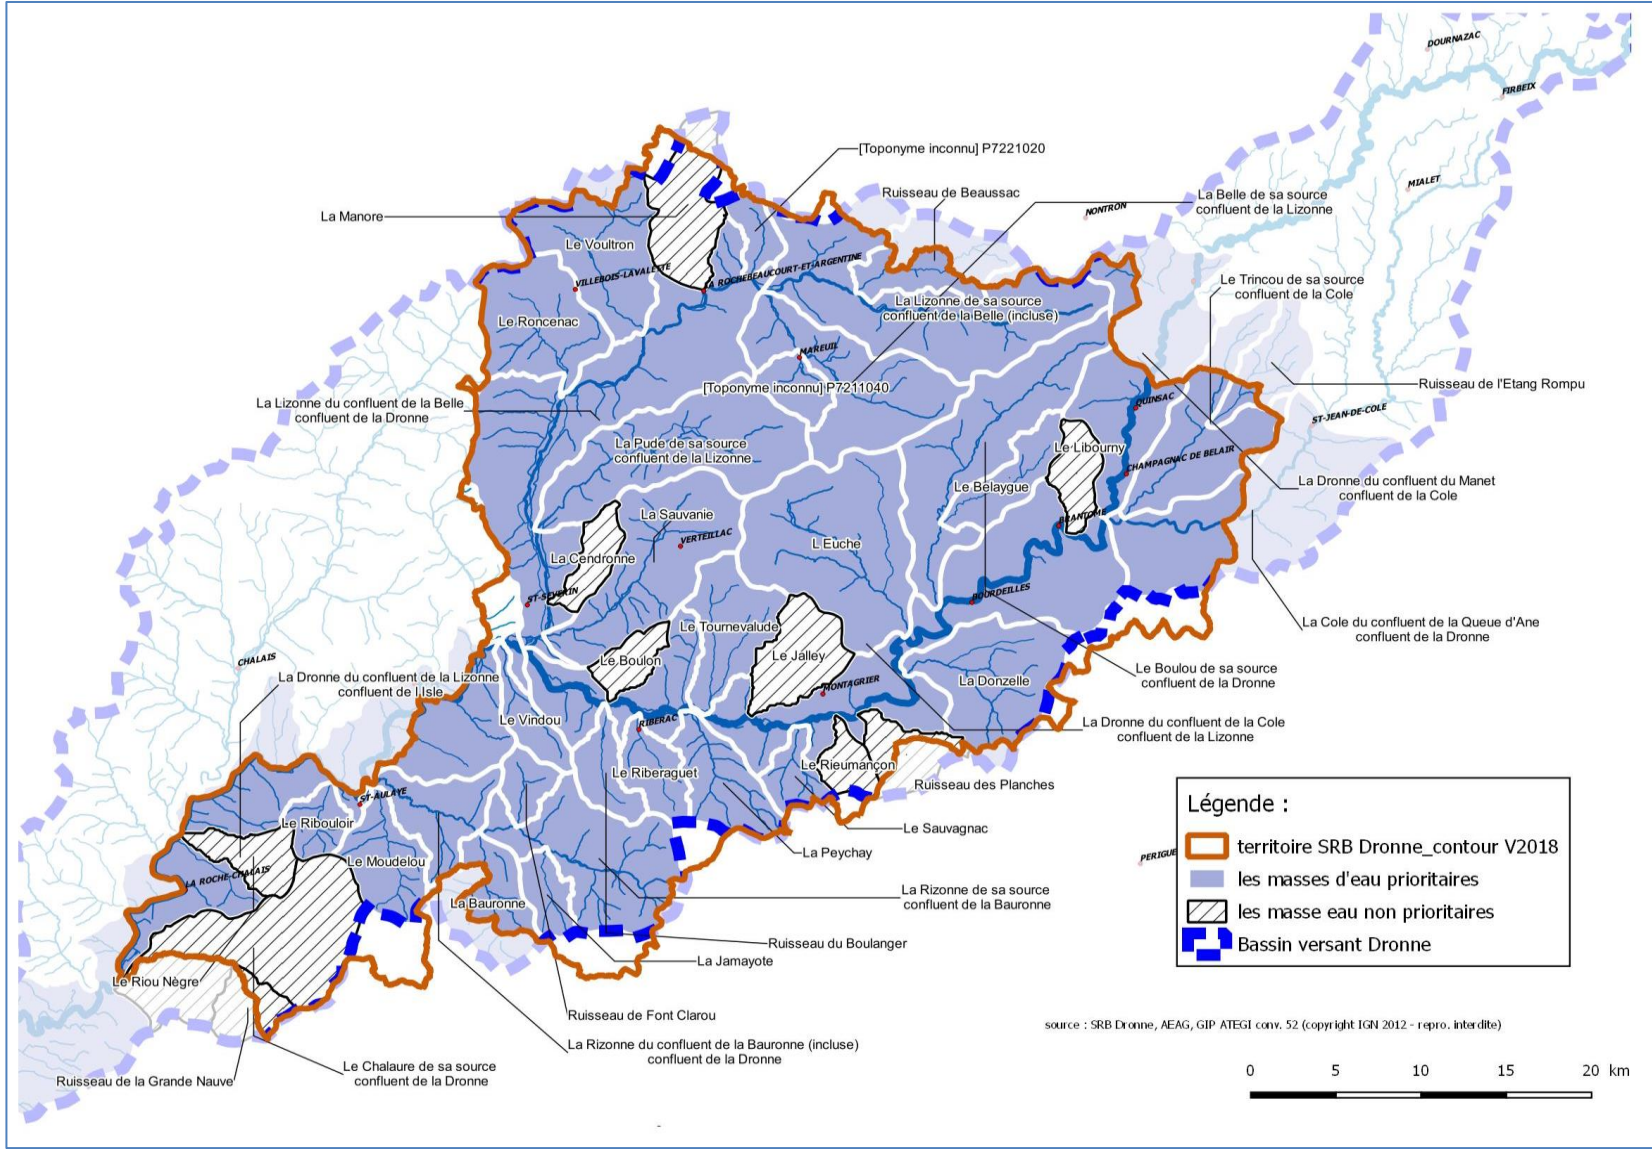 DOURNAZAC
FIRBEIX
[Toponyme inconnu] P7221020
MIALET
Ruisseau de Beaussac
La Belle de sa source
confluent de la Lizonne
NONTRON
La Manore
Le Voultron
VILLEBOIS-LAVALETTE
LA ROCHEBEAUCOURT-ET-ARGENTINE
Le Trincou de sa source
confluent de la Cole
La Lizonne de sa source
confluent de la Belle (incluse)
Le Roncenac
MAREUIL
[Toponyme inconnu] P7211040
Ruisseau de l'Etang Rompu
QUINSAC
La Lizonne du confluent de la Belle
confluent de la Dronne
ST-JEAN-DE-COLE
La Pude de sa source
confluent de la Lizonne
Le Libourny
CHAMPAGNAC DE BELAIR
La Dronne du confluent du Manet
confluent de la Cole
Le Belaygue
La Sauvanie
BRANTOME
VERTEILLAC
L Euche
La Cendronne
ST-SEVERIN
BOURDEILLES
La Cole du confluent de la Queue d'Ane
confluent de la Dronne
Le Tournevalude
Le Boulon
Le Jalley
CHALAIS
La Dronne du confluent de la Lizonne
confluent de l Isle
Le Boulou de sa source
confluent de la Dronne
La Donzelle
MONTAGRIER
Le Vindou
RIBERAC
La Dronne du confluent de la Cole
confluent de la Lizonne
Le Riberaguet
Le Rieumançon
Ruisseau des Planches
ST-AULAYE
Le Ribouloir
Le Sauvagnac
La Peychay
PERIGUE
Le Moudelou
LA ROCHE-CHALAIS
La Bauronne
La Rizonne de sa source
confluent de la Bauronne
Ruisseau du Boulanger
La Jamayote
Le Riou Nègre
Ruisseau de Font Clarou
La Rizonne du confluent de la Bauronne (incluse)
confluent de la Dronne
Le Chalaure de sa source
confluent de la Dronne
Ruisseau de la Grande Nauve
Légende :
territoire SRB Dronne_contour V2018
les masses d'eau prioritaires
les masse eau non prioritaires
Bassin versant Dronne
source : SRB Dronne, AEAG, GIP ATEGI conv. 52 (copyright IGN 2012 - repro. interdite)
0 5 10 15 20 km